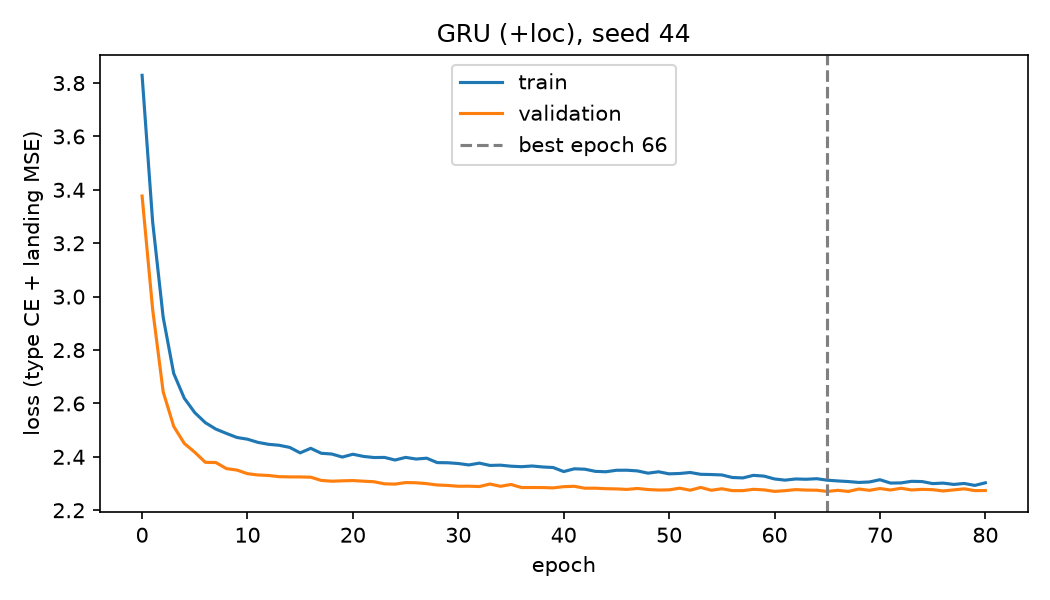 GRU (+loc), seed 44
train
validation
best epoch 66
loss (type CE + landing MSE)
3.8
3.6
3.4
3.2
3.0
2.8
2.6
2.4
2.2
0 10 20 30 40 50 60 70 80
epoch